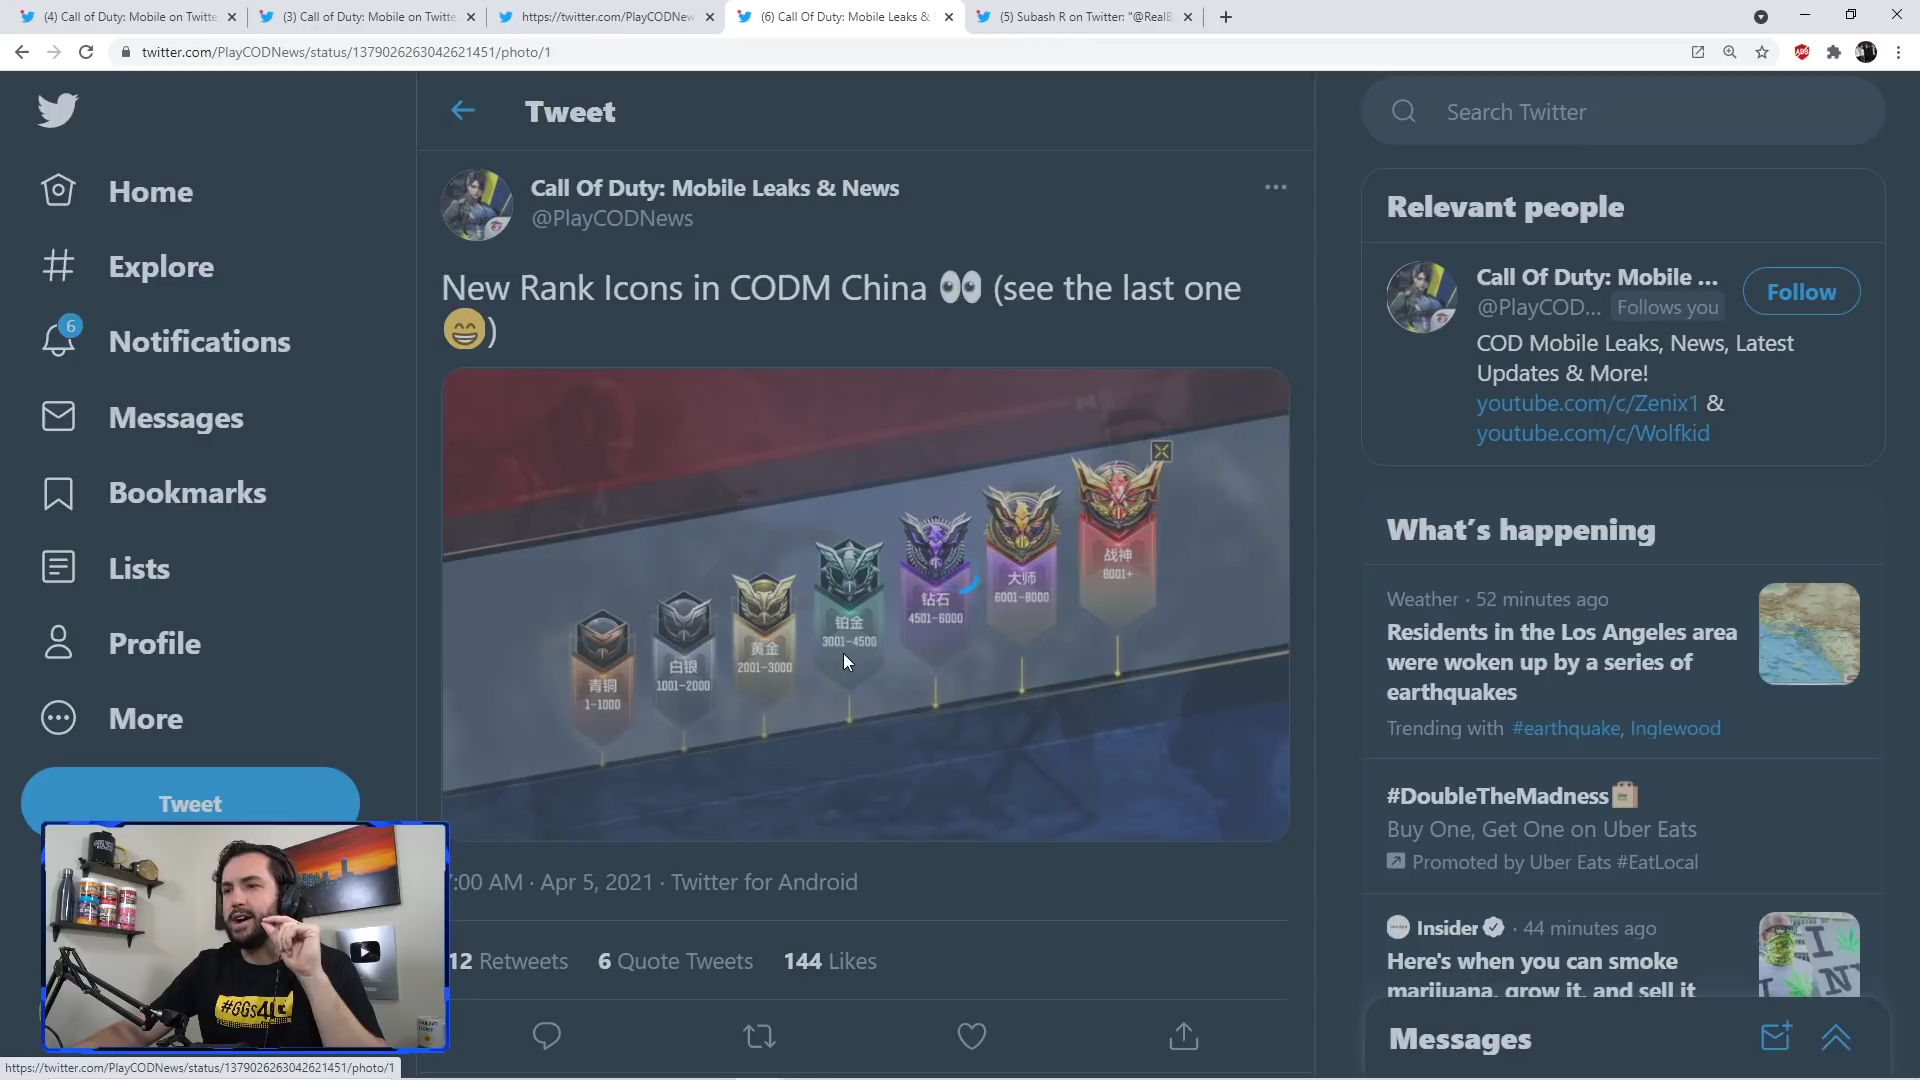 (4) Call of Duty: Mobile on Twitte
(3) Call of Duty: Mobile on Twitte
https://twitter.com/PlayCODNew
(6) Call Of Duty: Mobile Leaks &
(5) Subash R on Twitter: "@RealB
twitter.com/PlayCODNews/status/1379026263042621451/photo/1
Home
Explore
6
Notifications
Messages
Bookmarks
Lists
Profile
More
Tweet
Tweet
Call Of Duty: Mobile Leaks & News
@PlayCODNews
New Rank Icons in CODM China 👀 (see the last one
😁)
青铜
1-1000
白银
1001-2000
黄金
2001-3000
铂金
3001-4500
钻石
4501-6000
大师
6001-8000
战神
8001+
:00 AM · Apr 5, 2021 · Twitter for Android
12 Retweets 6 Quote Tweets 144 Likes
Search Twitter
Relevant people
Call Of Duty: Mobile ...
@PlayCOD... Follows you
Follow
COD Mobile Leaks, News, Latest
Updates & More!
youtube.com/c/Zenix1 &
youtube.com/c/Wolfkid
What's happening
Weather · 52 minutes ago
Residents in the Los Angeles area
were woken up by a series of
earthquakes
Trending with #earthquake, Inglewood
#DoubleTheMadness
Buy One, Get One on Uber Eats
Promoted by Uber Eats #EatLocal
Insider · 44 minutes ago
Here's when you can smoke
marijuana, grow it, and sell it
Messages
https://twitter.com/PlayCODNews/status/1379026263042621451/photo/1